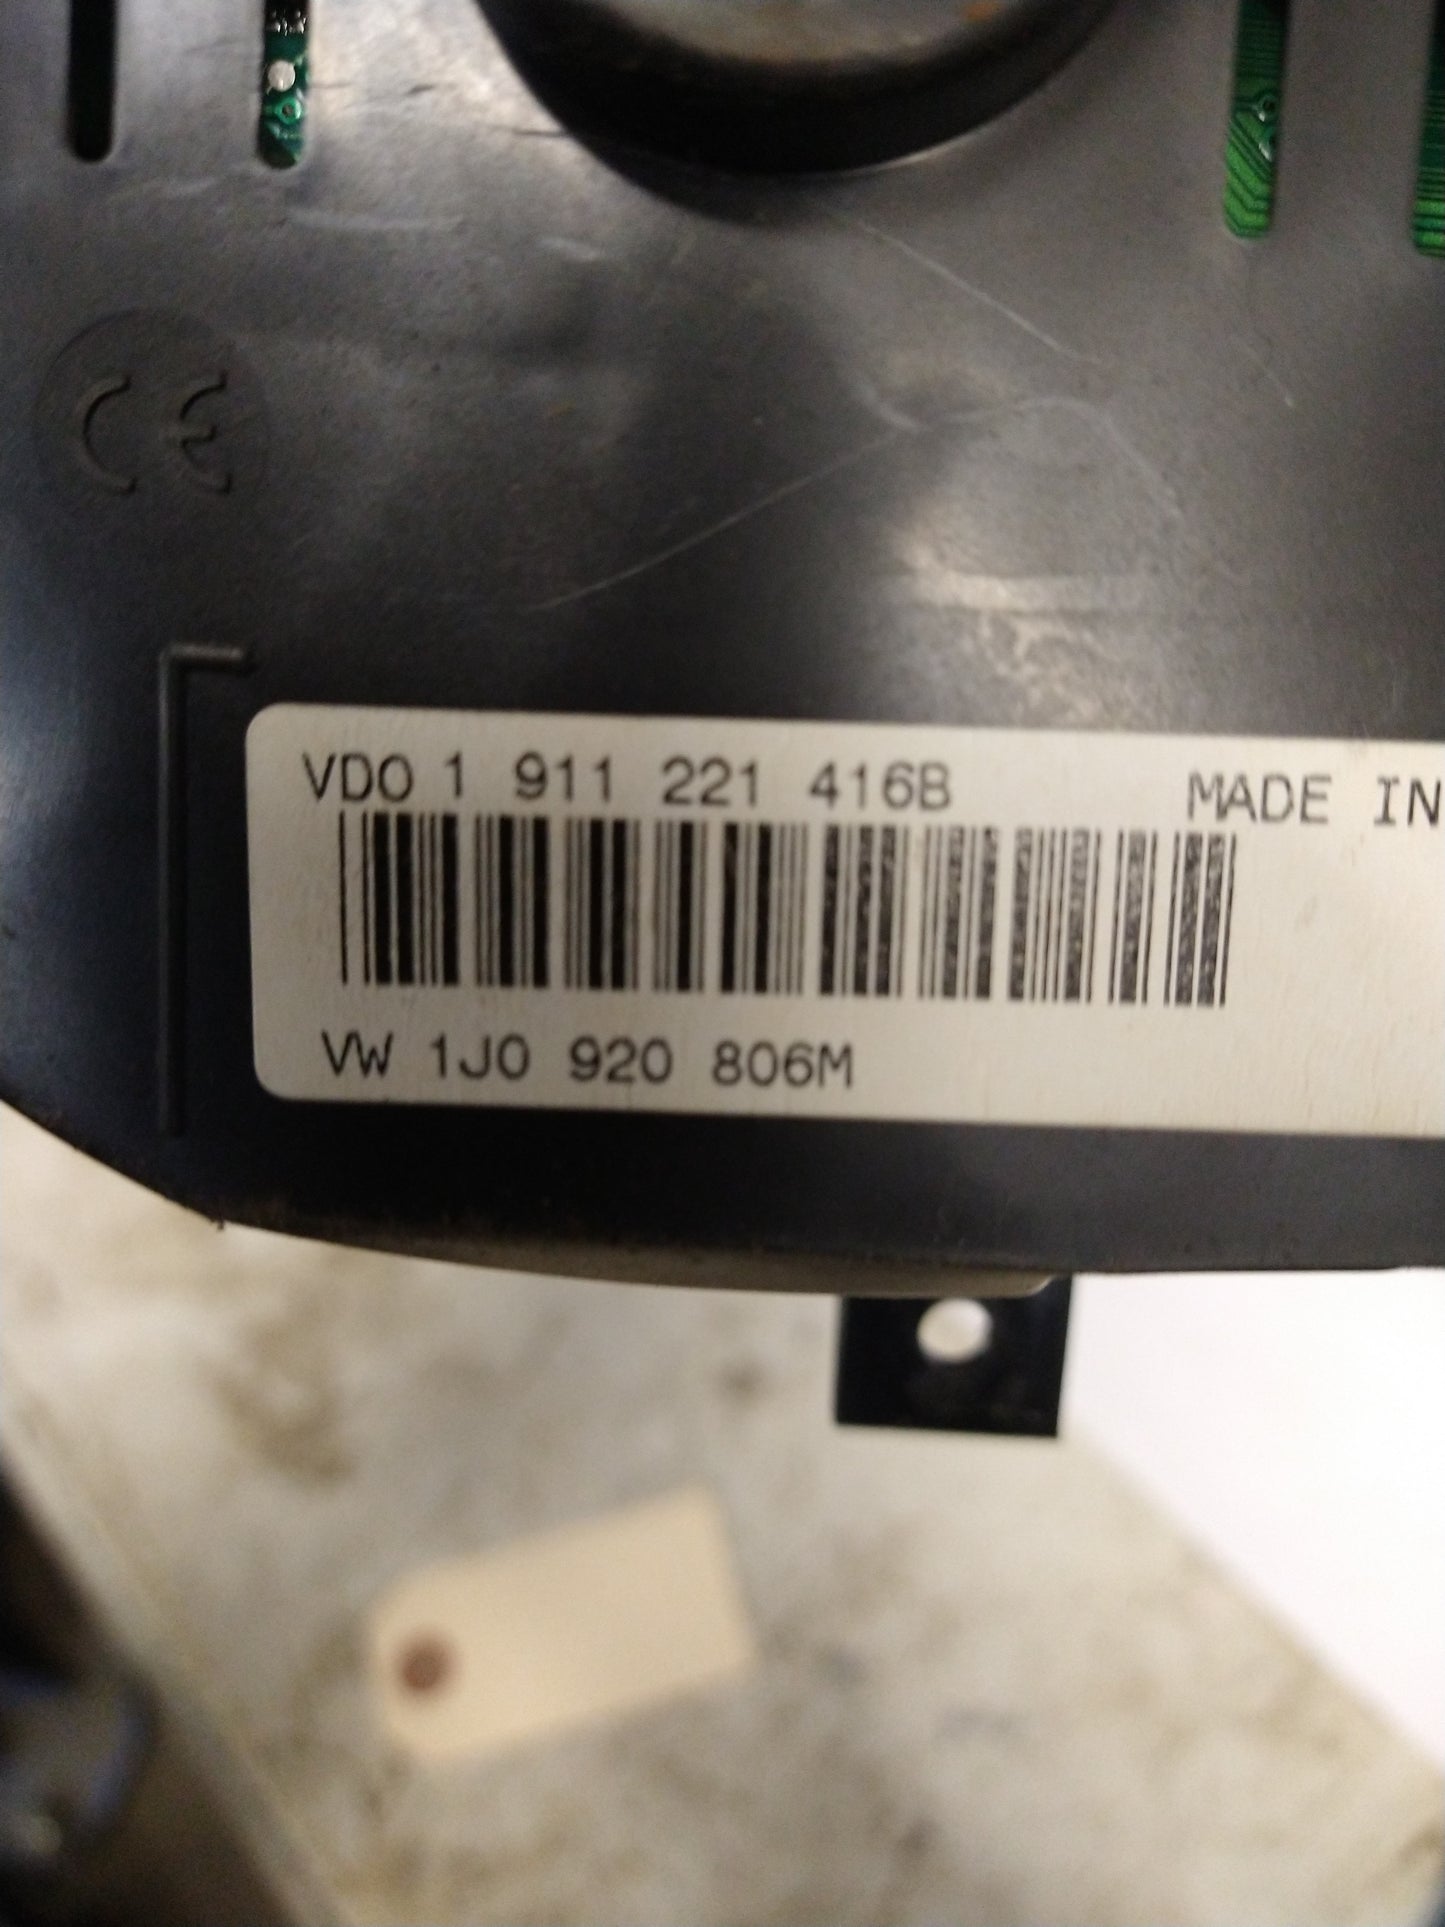 CE
VDO 1 911 221 416B MADE IN
VW 1J0 920 806M